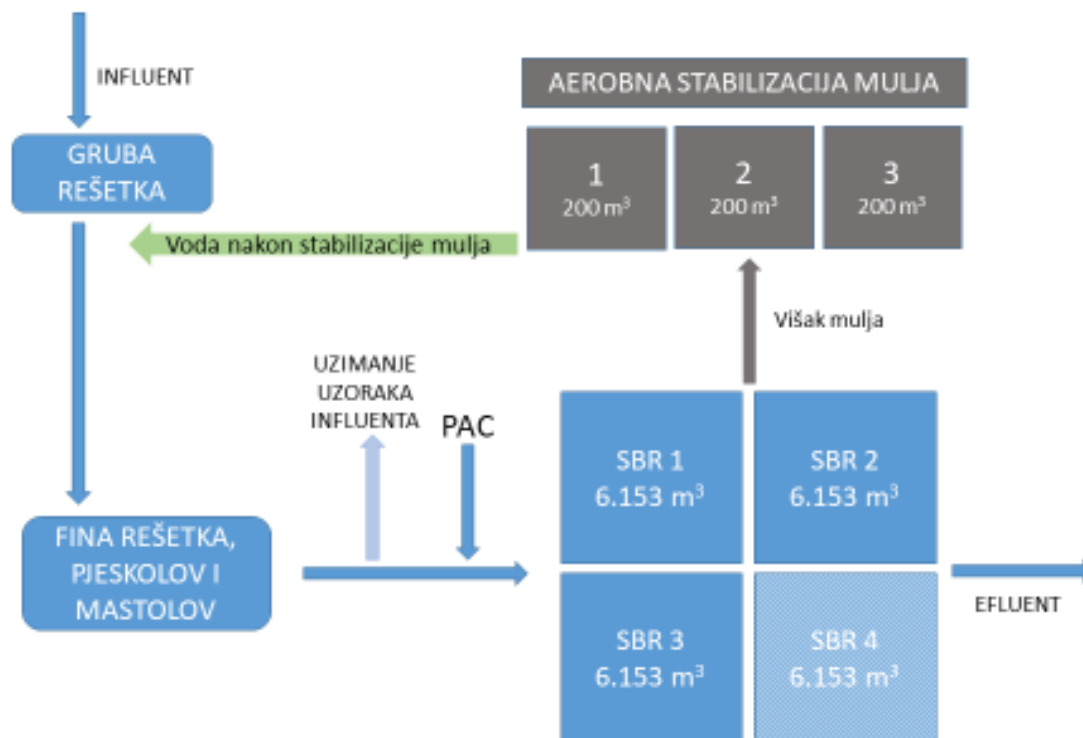 INFLUENT
GRUBA
REŠETKA
AEROBNA STABILIZACIJA MULJA
1
200 m³
2
200 m³
3
200 m³
Voda nakon stabilizacije mulja
Višak mulja
UZIMANJE
UZORAKA
INFLUENTA
PAC
FINA REŠETKA,
PJESKOLOV I
MASTOLOV
SBR 1
6.153 m³
SBR 2
6.153 m³
SBR 3
6.153 m³
SBR 4
6.153 m³
EFLUENT